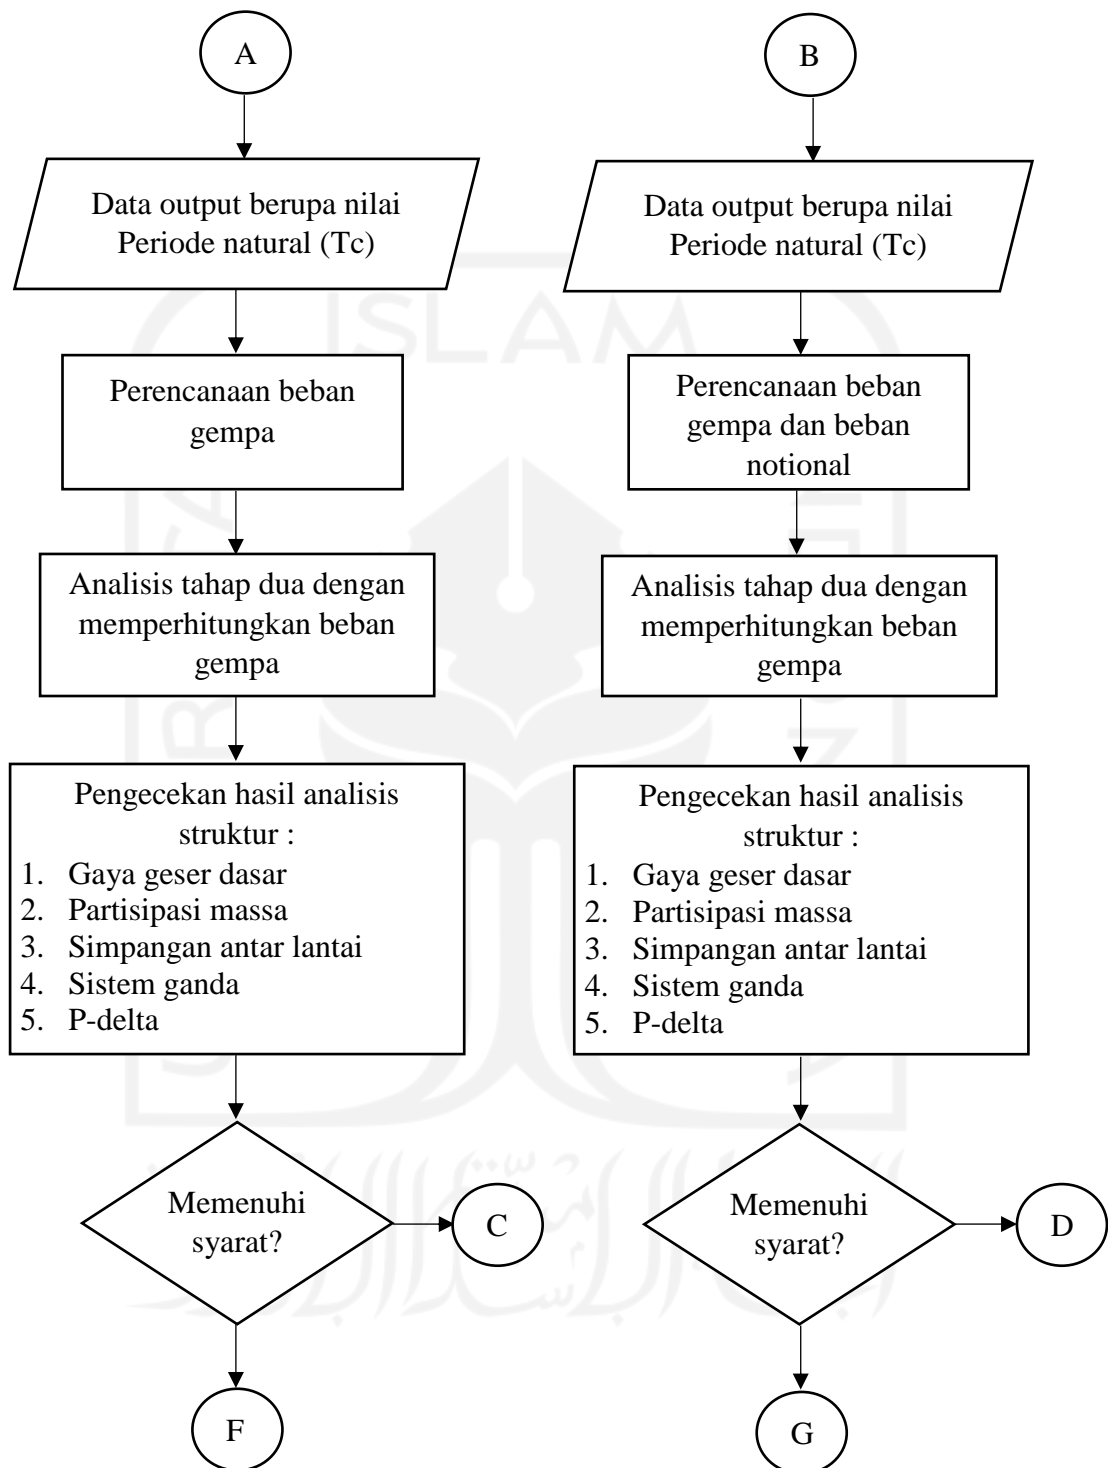 A
Data output berupa nilai
Periode natural (Tc)
Perencanaan beban
gempa
Analisis tahap dua dengan
memperhitungkan beban
gempa
Pengecekan hasil analisis
struktur :
1. Gaya geser dasar
2. Partisipasi massa
3. Simpangan antar lantai
4. Sistem ganda
5. P-delta
Memenuhi
syarat?
C
F
B
Data output berupa nilai
Periode natural (Tc)
Perencanaan beban
gempa dan beban
notional
Analisis tahap dua dengan
memperhitungkan beban
gempa
Pengecekan hasil analisis
struktur :
1. Gaya geser dasar
2. Partisipasi massa
3. Simpangan antar lantai
4. Sistem ganda
5. P-delta
Memenuhi
syarat?
D
G
ISLAM